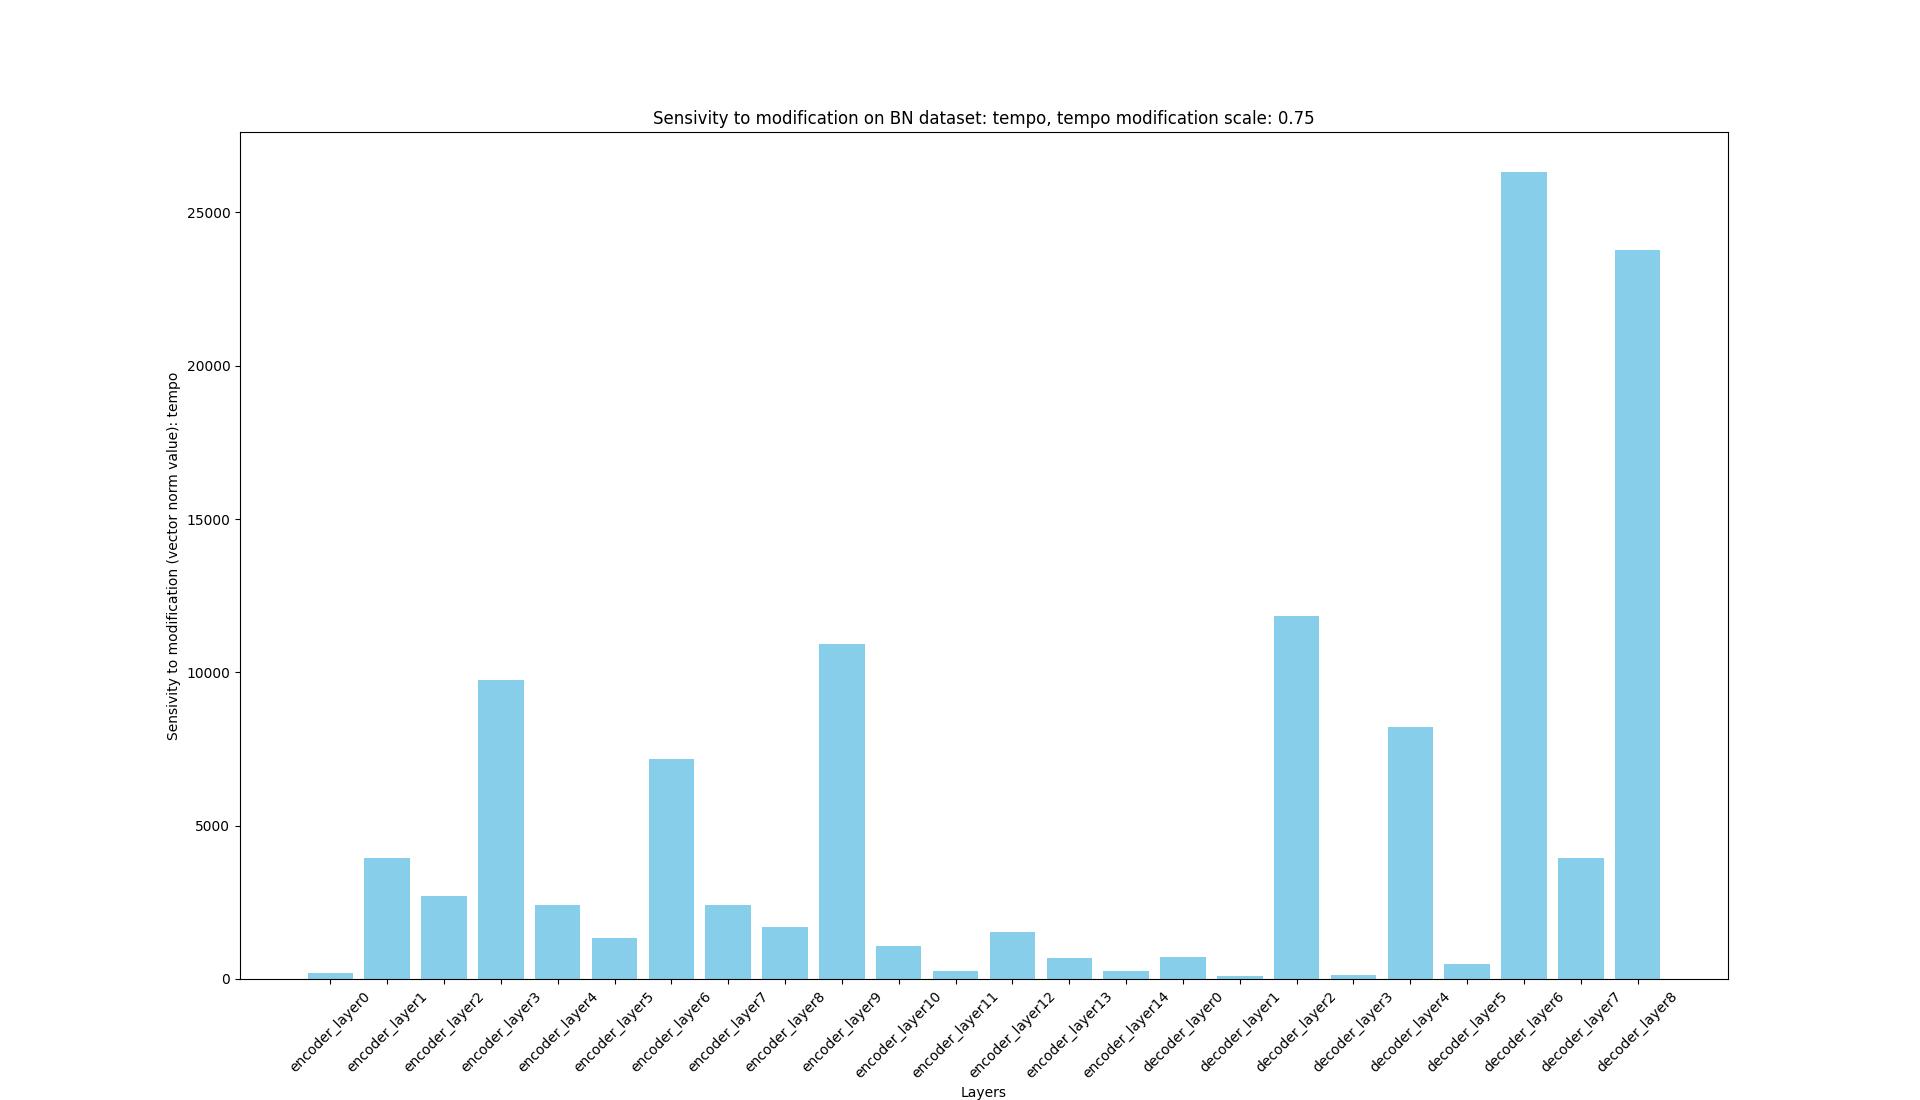 Sensivity to modification on BN dataset: tempo, tempo modification scale: 0.75
Sensivity to modification (vector norm value): tempo
25000
20000
15000
10000
5000
0
encoder_layer0
encoder_layer1
encoder_layer2
encoder_layer3
encoder_layer4
encoder_layer5
encoder_layer6
encoder_layer7
encoder_layer8
encoder_layer9
encoder_layer10
encoder_layer11
encoder_layer12
encoder_layer13
encoder_layer14
decoder_layer0
decoder_layer1
decoder_layer2
decoder_layer3
decoder_layer4
decoder_layer5
decoder_layer6
decoder_layer7
decoder_layer8
Layers